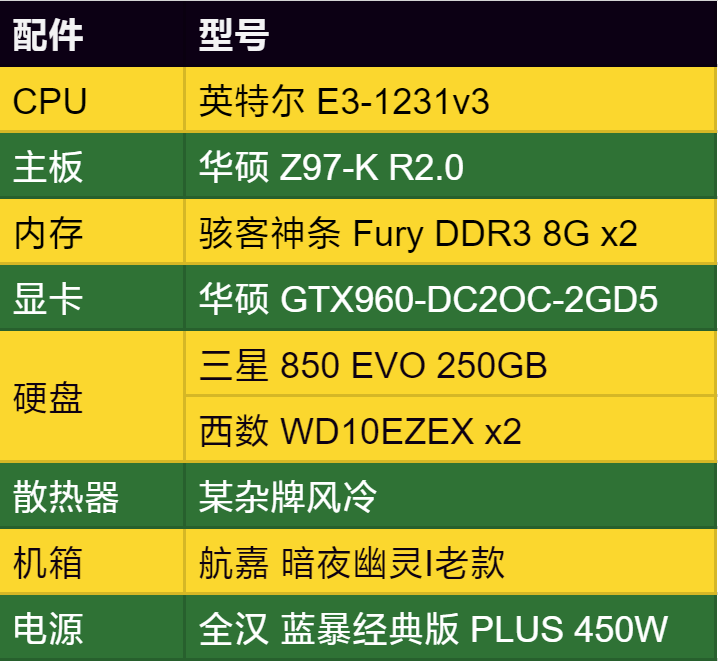 配件 型号
CPU 英特尔 E3-1231v3
主板 华硕 Z97-K R2.0
内存 骇客神条 Fury DDR3 8G x2
显卡 华硕 GTX960-DC2OC-2GD5
硬盘 三星 850 EVO 250GB
西数 WD10EZEX x2
散热器 某杂牌风冷
机箱 航嘉 暗夜幽灵I老款
电源 全汉 蓝暴经典版 PLUS 450W